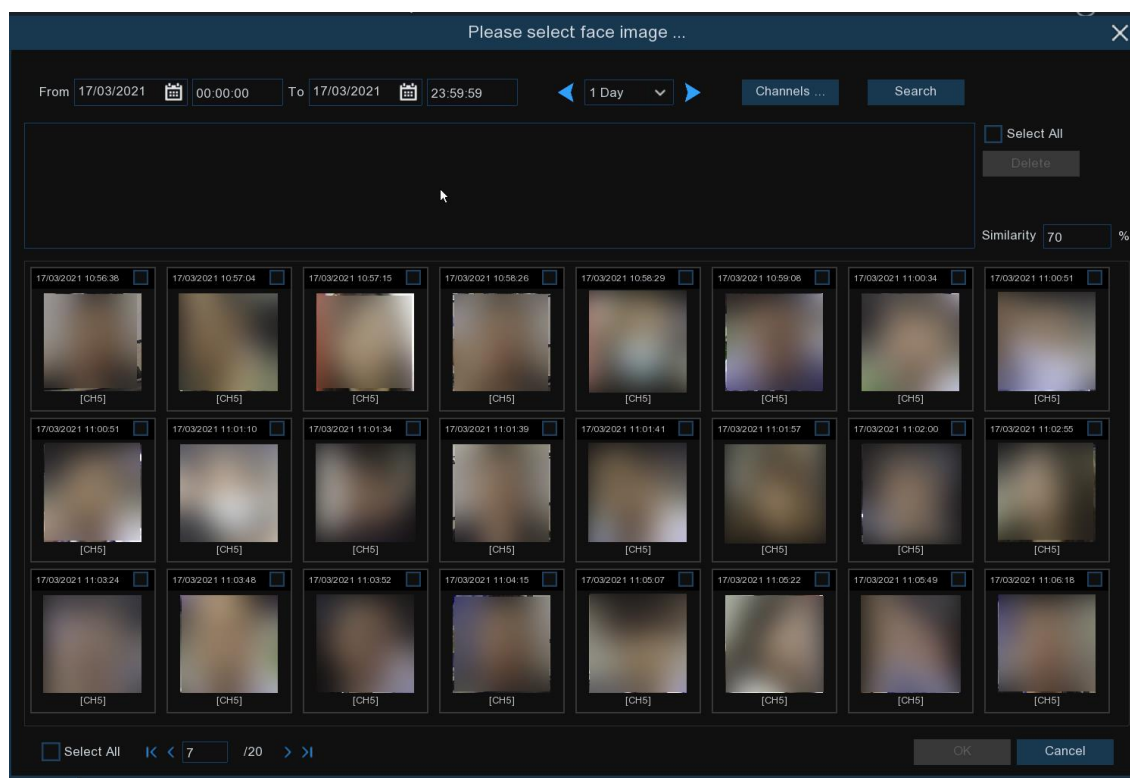 Please select face image ...
From 17/03/2021 00:00:00 To 17/03/2021 23:59:59 1 Day Channels ... Search
Select All
Delete
Similarity 70 %
17/03/2021 10:56:38 17/03/2021 10:57:04 17/03/2021 10:57:15 17/03/2021 10:58:26 17/03/2021 10:58:29 17/03/2021 10:59:08 17/03/2021 11:00:34 17/03/2021 11:00:51
[CH5] [CH5] [CH5] [CH5] [CH5] [CH5] [CH5] [CH5]
17/03/2021 11:00:51 17/03/2021 11:01:10 17/03/2021 11:01:34 17/03/2021 11:01:39 17/03/2021 11:01:41 17/03/2021 11:01:57 17/03/2021 11:02:00 17/03/2021 11:02:55
[CH5] [CH5] [CH5] [CH5] [CH5] [CH5] [CH5] [CH5]
17/03/2021 11:03:24 17/03/2021 11:03:48 17/03/2021 11:03:52 17/03/2021 11:04:15 17/03/2021 11:05:07 17/03/2021 11:05:22 17/03/2021 11:05:49 17/03/2021 11:06:18
[CH5] [CH5] [CH5] [CH5] [CH5] [CH5] [CH5] [CH5]
Select All 7 /20 OK Cancel